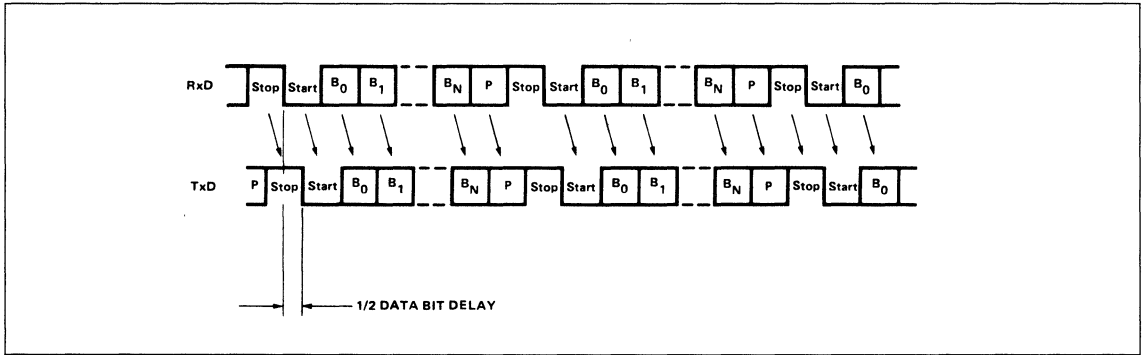 RxD Stop Start B0 B1 BN P Stop Start B0 B1 BN P Stop Start B0
TxD P Stop Start B0 B1 BN P Stop Start B0 B1 BN P Stop Start B0
1/2 DATA BIT DELAY